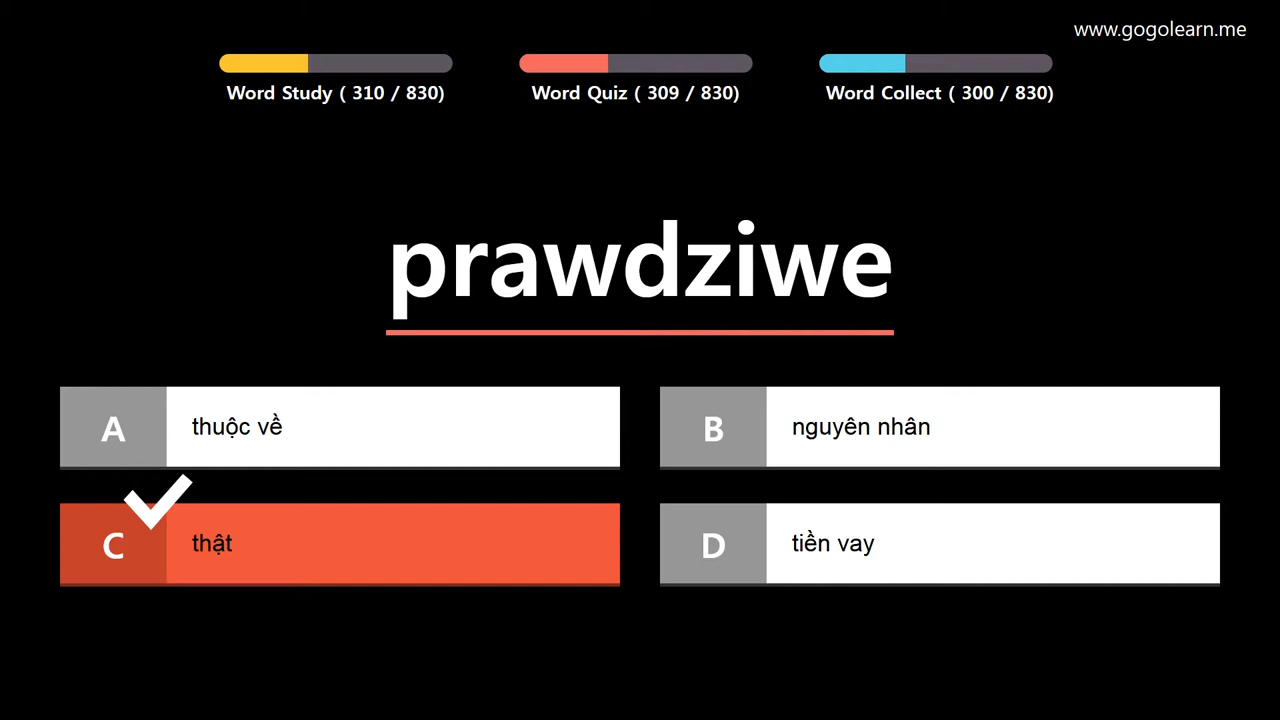 www.gogolearn.me
Word Study ( 310 / 830)
Word Quiz ( 309 / 830)
Word Collect ( 300 / 830)
prawdziwe
A thuộc về
B nguyên nhân
C thật
D tiền vay